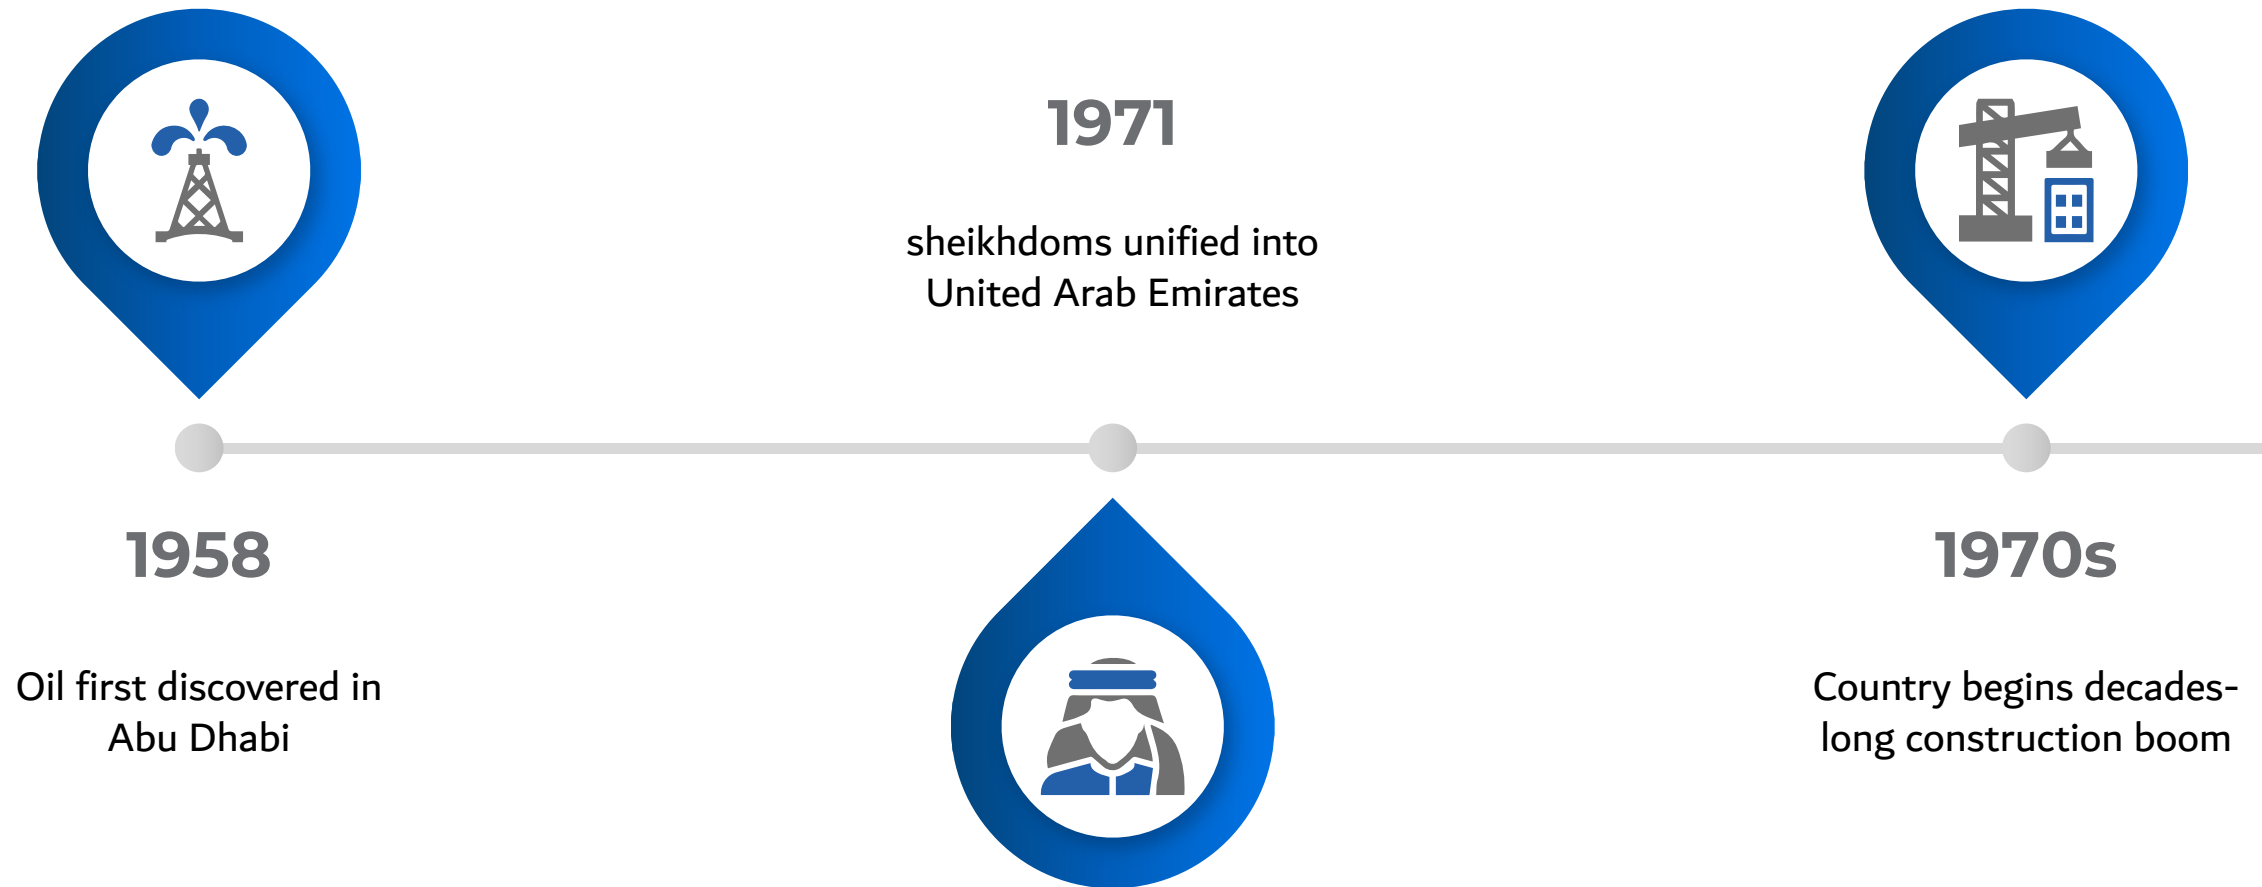 1958
Oil first discovered in
Abu Dhabi
1971
sheikhdoms unified into
United Arab Emirates
1970s
Country begins decades-
long construction boom